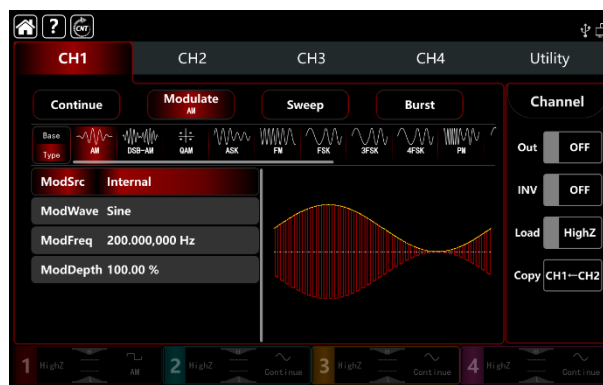 ? CNT
CH1 CH2 CH3 CH4 Utility
Continue Modulate AM Sweep Burst Channel
Base Type AM DSB-AM QAM ASK FM FSK 3FSK 4FSK PM
Out OFF
ModSrc Internal
INV OFF
ModWave Sine
ModFreq 200.000,000 Hz
Load HighZ
ModDepth 100.00 %
Copy CH1←CH2
1 HighZ AM 2 HighZ Continue 3 HighZ Continue 4 HighZ Continue